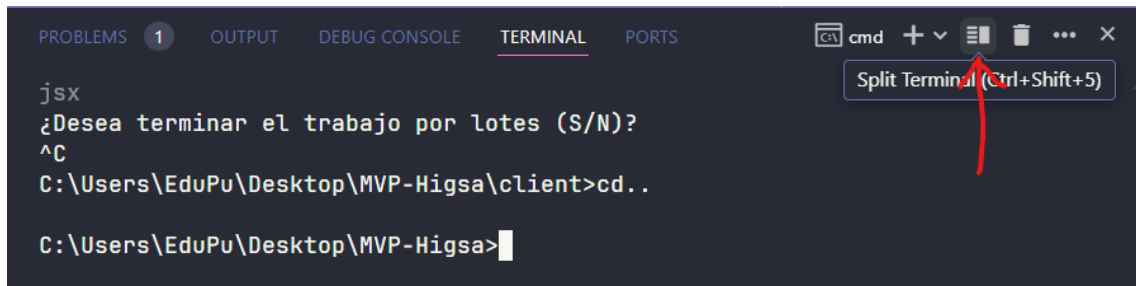 PROBLEMS 1 OUTPUT DEBUG CONSOLE TERMINAL PORTS cmd
Split Terminal (Ctrl+Shift+5)
jsx
¿Desea terminar el trabajo por lotes (S/N)?
^C
C:\Users\EduPu\Desktop\MVP-Higsa\client>cd..
C:\Users\EduPu\Desktop\MVP-Higsa>